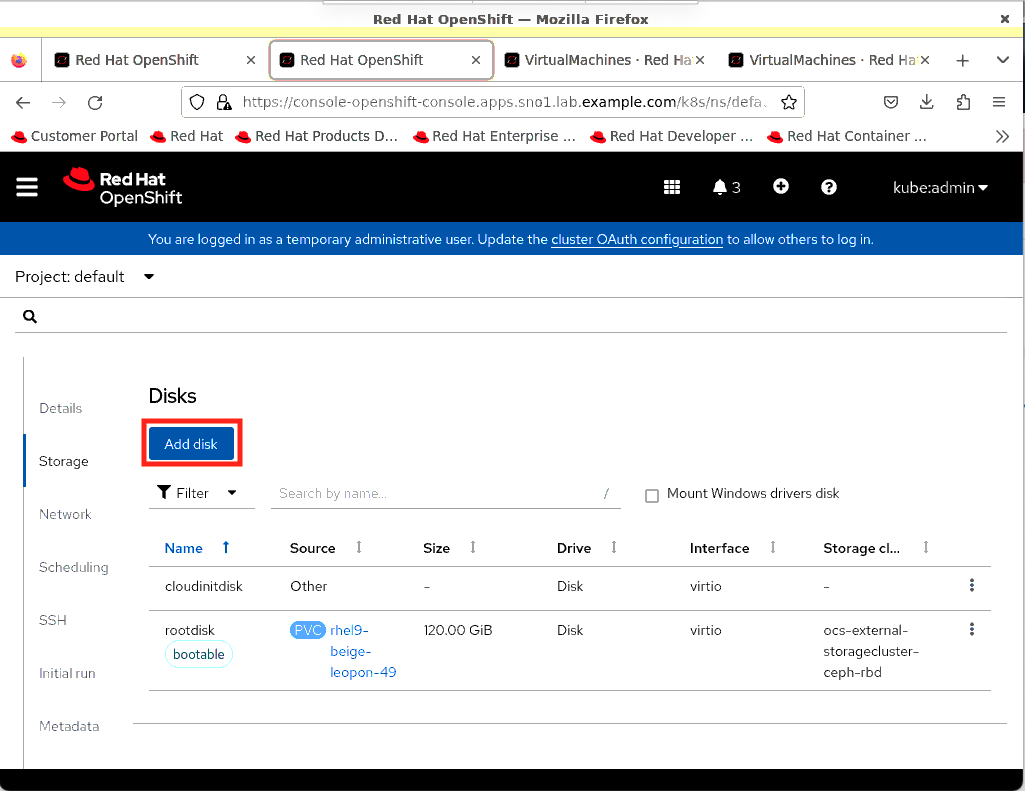 Red Hat OpenShift — Mozilla Firefox
Red Hat OpenShift
Red Hat OpenShift
VirtualMachines · Red Ha
VirtualMachines · Red Ha
https://console-openshift-console.apps.sno1.lab.example.com/k8s/ns/defa
Customer Portal
Red Hat
Red Hat Products D...
Red Hat Enterprise ...
Red Hat Developer ...
Red Hat Container ...
Red Hat
OpenShift
3
kube:admin
You are logged in as a temporary administrative user. Update the cluster OAuth configuration to allow others to log in.
Project: default
Details
Storage
Network
Scheduling
SSH
Initial run
Metadata
Disks
Add disk
Filter
Search by name...
/
Mount Windows drivers disk
Name Source Size Drive Interface Storage cl...
cloudinitdisk Other - Disk virtio -
rootdisk PVC rhel9- 120.00 GiB Disk virtio ocs-external-
bootable beige- storagecluster-
leopon-49 ceph-rbd